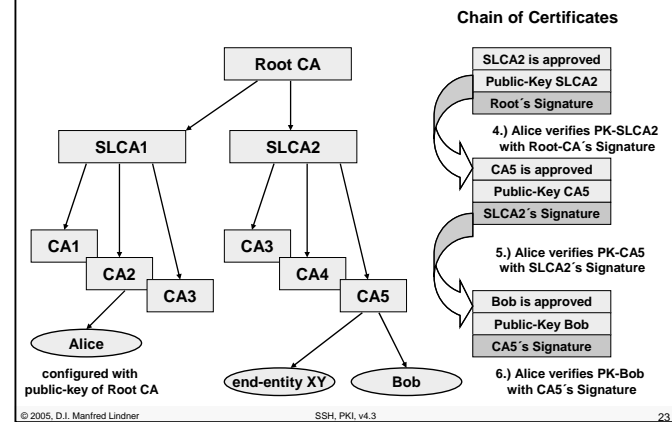 Chain of Certificates
Root CA
SLCA1
SLCA2
CA1
CA2
CA3
CA3
CA4
CA5
Alice
configured with
public-key of Root CA
end-entity XY
Bob
SLCA2 is approved
Public-Key SLCA2
Root´s Signature
4.) Alice verifies PK-SLCA2
with Root-CA´s Signature
CA5 is approved
Public-Key CA5
SLCA2´s Signature
5.) Alice verifies PK-CA5
with SLCA2´s Signature
Bob is approved
Public-Key Bob
CA5´s Signature
6.) Alice verifies PK-Bob
with CA5´s Signature
© 2005, D.I. Manfred Lindner
SSH, PKI, v4.3
23